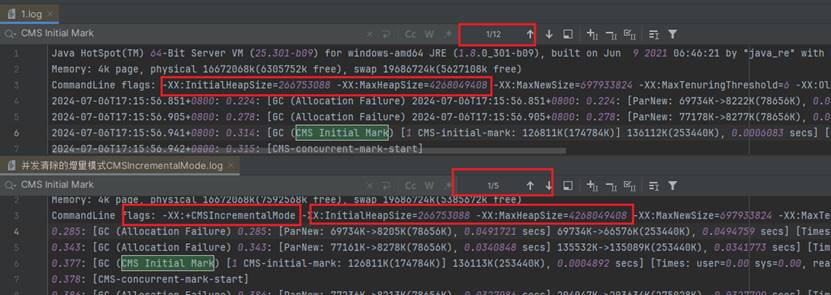 1.log
CMS Initial Mark
Cc W .* 1/12
1 Java HotSpot(TM) 64-Bit Server VM (25.301-b09) for windows-amd64 JRE (1.8.0_301-b09), built on Jun 9 2021 06:46:21 by "java_re" with
2 Memory: 4k page, physical 16672068k(6305752k free), swap 19686724k(5627108k free)
3 CommandLine flags: -XX:InitialHeapSize=266753088 -XX:MaxHeapSize=4268049408 -XX:MaxNewSize=697933824 -XX:MaxTenuringThreshold=6 -XX:Ol
4 2024-07-06T17:15:56.851+0800: 0.224: [GC (Allocation Failure) 2024-07-06T17:15:56.851+0800: 0.224: [ParNew: 69734K->8222K(78656K), 0.0
5 2024-07-06T17:15:56.905+0800: 0.278: [GC (Allocation Failure) 2024-07-06T17:15:56.905+0800: 0.278: [ParNew: 77178K->8277K(78656K), 0.0
6 2024-07-06T17:15:56.941+0800: 0.314: [GC (CMS Initial Mark) [1 CMS-initial-mark: 126811K(174784K)] 136112K(253440K), 0.0006083 secs] [
7 2024-07-06T17:15:56.942+0800: 0.315: [CMS-concurrent-mark-start]
并发清除的增量模式CMSIncrementalMode.log
CMS Initial Mark
Cc W .* 1/5
2 Memory: 4k page, physical 16672068k(7592568k free), swap 19686724k(5385672k free)
3 CommandLine flags: -XX:+CMSIncrementalMode -XX:InitialHeapSize=266753088 -XX:MaxHeapSize=4268049408 -XX:MaxNewSize=697933824 -XX:MaxTe
4 0.285: [GC (Allocation Failure) 0.285: [ParNew: 69734K->8205K(78656K), 0.0491721 secs] 69734K->66576K(253440K), 0.0494759 secs] [Times
5 0.343: [GC (Allocation Failure) 0.343: [ParNew: 77161K->8278K(78656K), 0.0340848 secs] 135532K->135089K(253440K), 0.0341773 secs] [Tim
6 0.377: [GC (CMS Initial Mark) [1 CMS-initial-mark: 126811K(174784K)] 136113K(253440K), 0.0004892 secs] [Times: user=0.00 sys=0.00, rea
7 0.378: [CMS-concurrent-mark-start]